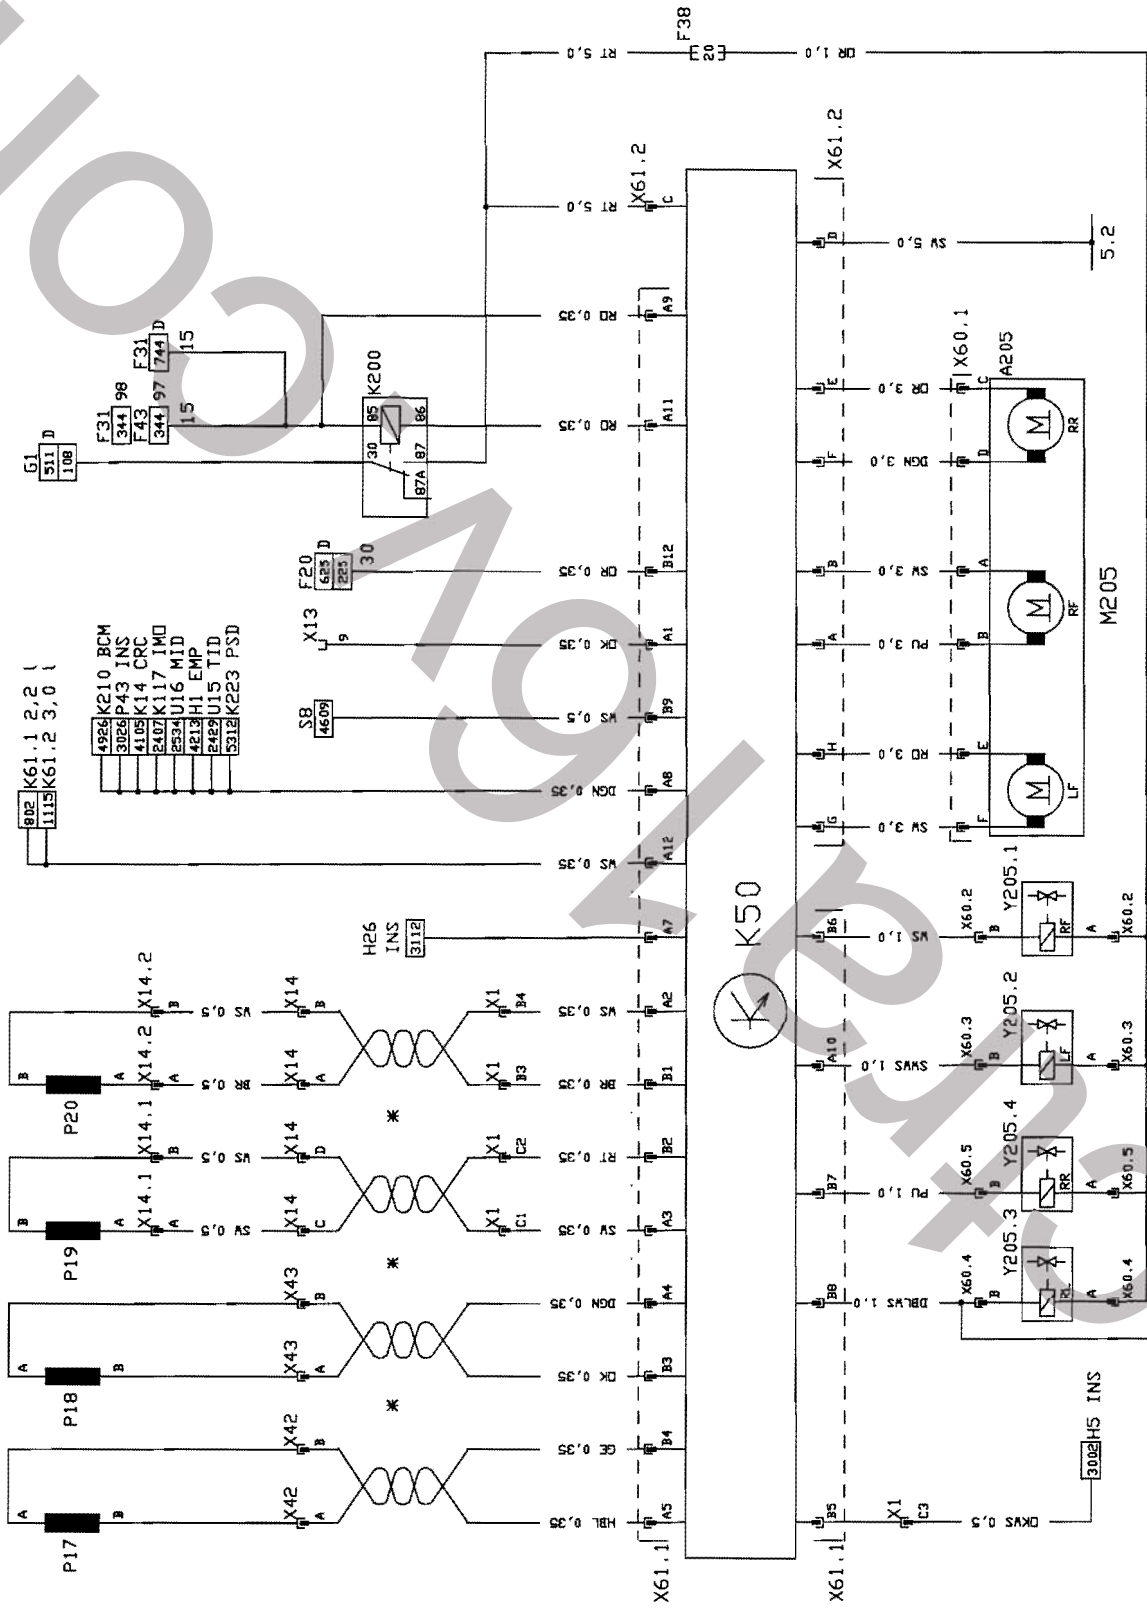 F38
RT 5,0
20
OR 1,0
X61.2
RT 5,0
C
X61.2
D
SW 5,0
5.2
F31
744 D
15
F31
344 98
F43
344 97
15
G1
511 D
108
K200
85
86
30
87
87A
RO 0,35
A9
RO 0,35
A11
F20
625 D
225
30
OR 0,35
B12
X13
9
OK 0,35
A1
S8
4609
WS 0,5
B9
4926 K210 BCM
3026 P43 INS
4105 K14 CRC
2407 K117 IMO
2534 U16 MID
4213 H1 EMP
2429 U15 TID
5312 K223 PSD
DGN 0,35
A8
802 K61.1 2,2 l
1115 K61.2 3,0 l
WS 0,35
A12
H26
INS
3112
A7
X60.1
A205
E
OR 3,0
C
F
DGN 3,0
D
M
RR
B
SW 3,0
A
A
PU 3,0
B
M
RF
M205
H
RO 3,0
E
G
SW 3,0
F
M
LF
K50
K
P20
B
A
X14.2
B
X14.2
A
WS 0,5
BR 0,5
X14
B
X14
A
X1
B4
X1
B3
WS 0,35
BR 0,35
A2
B1
*
P19
B
A
X14.1
B
X14.1
A
WS 0,5
SW 0,5
X14
D
X14
C
X1
C2
X1
C1
RT 0,35
SW 0,35
B2
A3
*
P18
A
B
X43
B
X43
A
DGN 0,35
OK 0,35
A4
B3
*
P17
A
B
X42
B
X42
A
GE 0,35
HBL 0,35
B4
A5
X61.1
X61.1
B6
WS 1,0
X60.2
B
Y205.1
RF
A
X60.2
A10
SWWS 1,0
X60.3
B
Y205.2
LF
A
X60.3
B7
PU 1,0
X60.5
B
Y205.4
RR
A
X60.5
B8
DBLWS 1,0
X60.4
B
Y205.3
RL
A
X60.4
B5
X1
C3
OKWS 0,5
3002 H5 INS